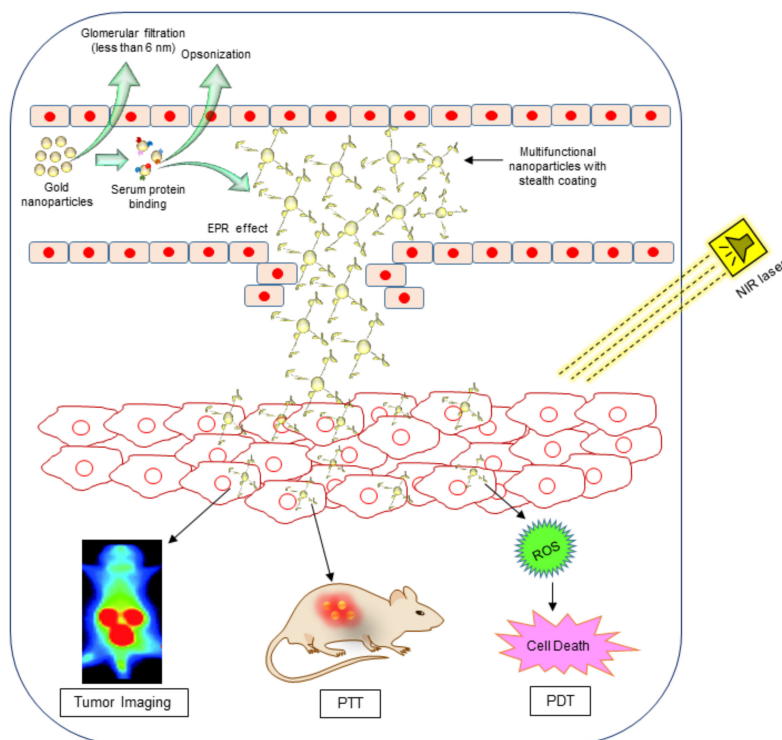 Glomerular filtration
(less than 6 nm)
Opsonization
Gold
nanoparticles
Serum protein
binding
Multifunctional
nanoparticles with
stealth coating
EPR effect
NIR laser
ROS
Cell Death
Tumor Imaging
PTT
PDT